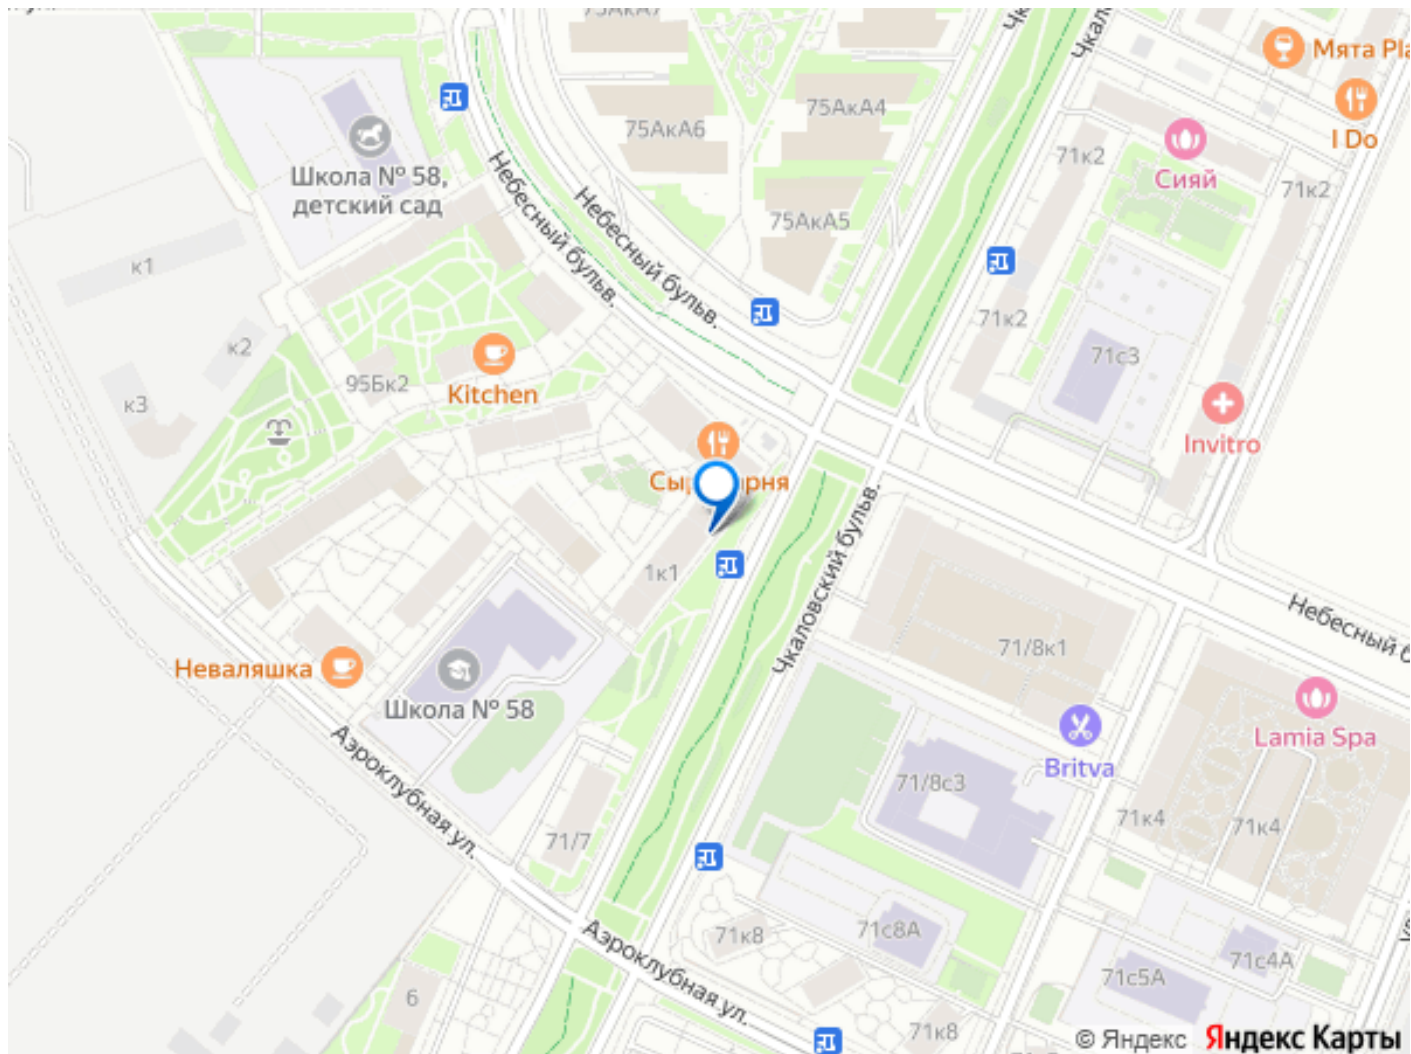 75АкА7
Чкал
Мята Pla
I Do
75АкА6
75АкА4
Школа № 58,
детский сад
71к2
Сияй
71к2
Небесный бульв.
Небесный бульв.
75АкА5
к1
71к2
71с3
к2
Kitchen
95Бк2
к3
Invitro
1к1
Чкаловский бульв.
Небесный б
71/8к1
Неваляшка
Школа № 58
Lamia Spa
Britva
Аэроклубная ул.
71/8с3
71к4
71к4
71/7
Аэроклубная ул.
71к8
71с8А
71с4А
71с5А
6
71к8
© Яндекс Яндекс Карты